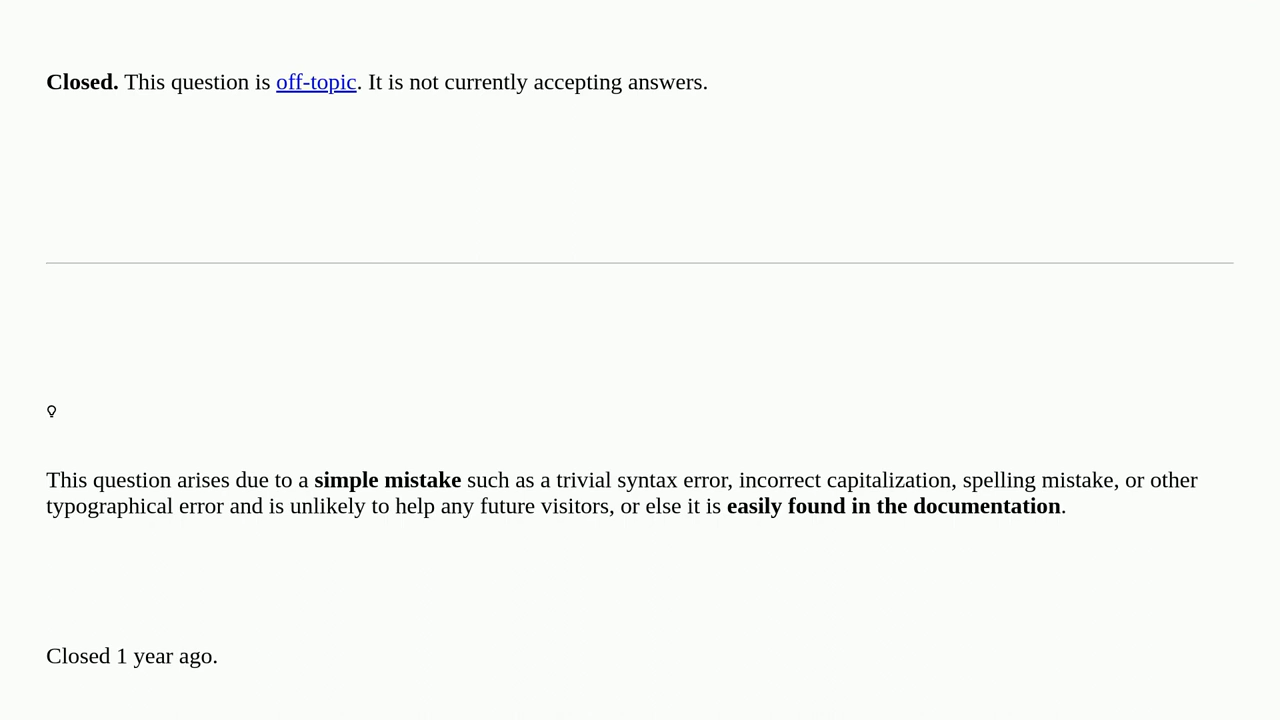 Closed. This question is off-topic. It is not currently accepting answers.
This question arises due to a simple mistake such as a trivial syntax error, incorrect capitalization, spelling mistake, or other
typographical error and is unlikely to help any future visitors, or else it is easily found in the documentation.
Closed 1 year ago.